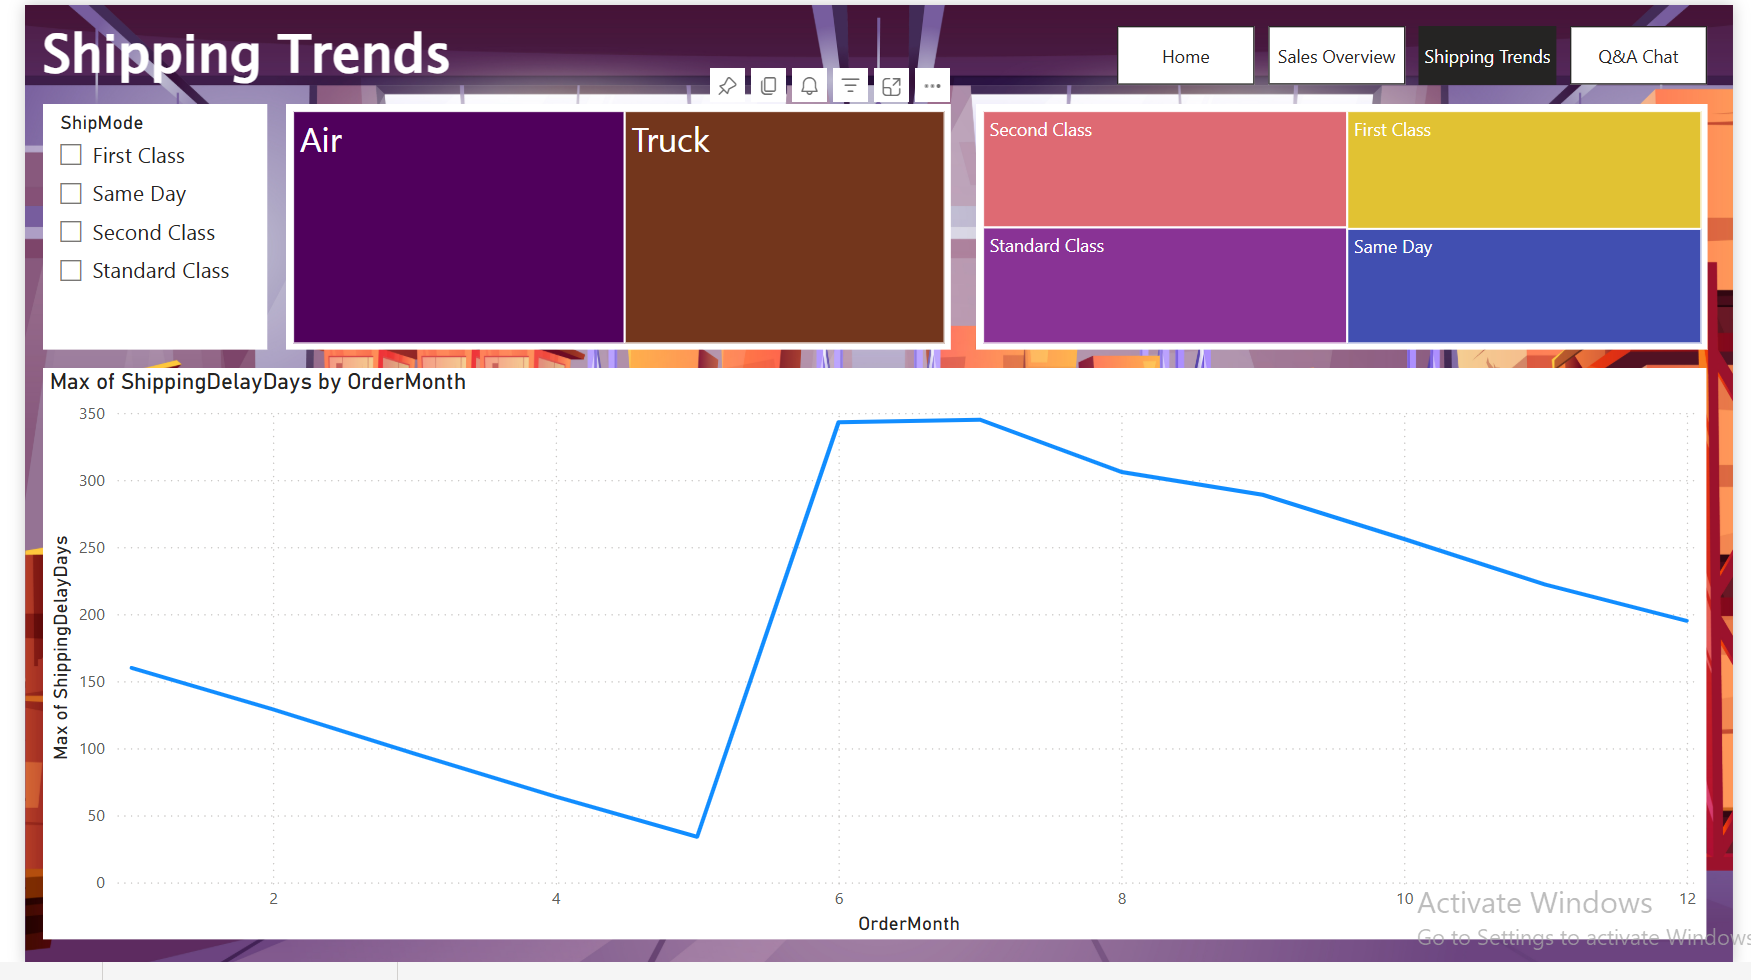 Shipping Trends
Home
Sales Overview
Shipping Trends
Q&A Chat
ShipMode
First Class
Same Day
Second Class
Standard Class
Air
Truck
Second Class
First Class
Standard Class
Same Day
Max of ShippingDelayDays by OrderMonth
Max of ShippingDelayDays
350
300
250
200
150
100
50
0
2
4
6
8
10
12
OrderMonth
Activate Windows
Go to Settings to activate Windows